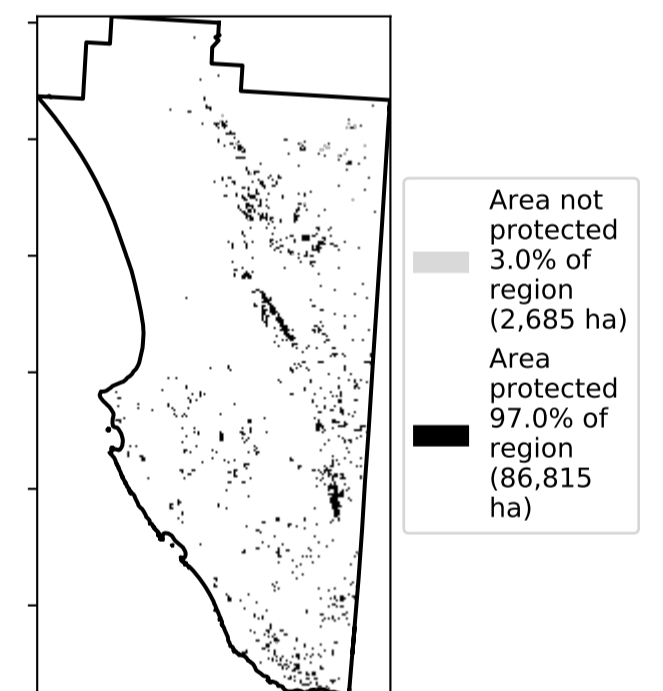 Area not
protected
3.0% of
region
(2,685 ha)
Area
protected
97.0% of
region
(86,815
ha)